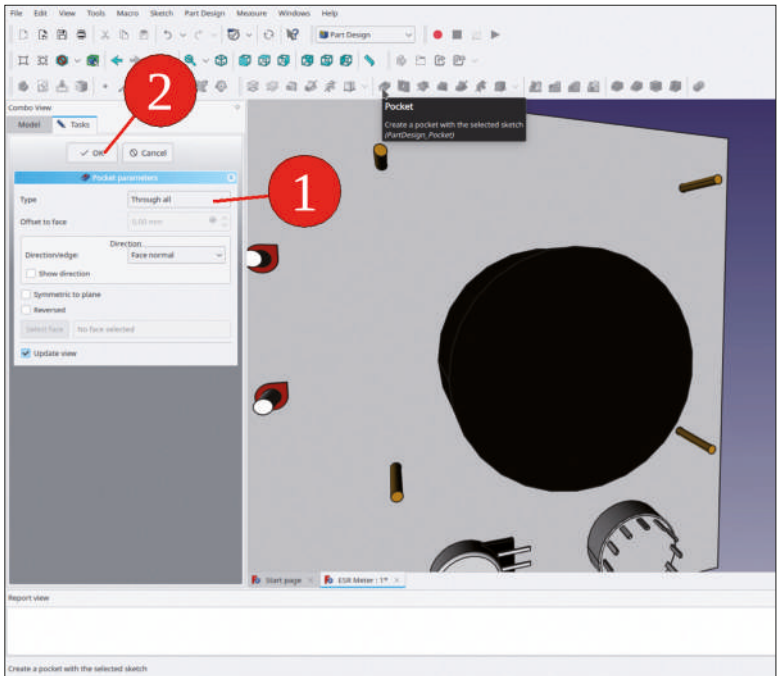 File Edit View Tools Macro Sketch Part Design Measure Windows Help
Part Design
2
Combo View
Model Tasks
Pocket
Create a pocket with the selected sketch
(PartDesign_Pocket)
OK Cancel
Pocket parameters
1
Type Through all
Offset to face 5.00 mm
Direction
Direction/edge: Face normal
Show direction
Symmetric to plane
Reversed
Select face No face selected
Update view
Start page ESR Meter : 1*
Report view
Create a pocket with the selected sketch